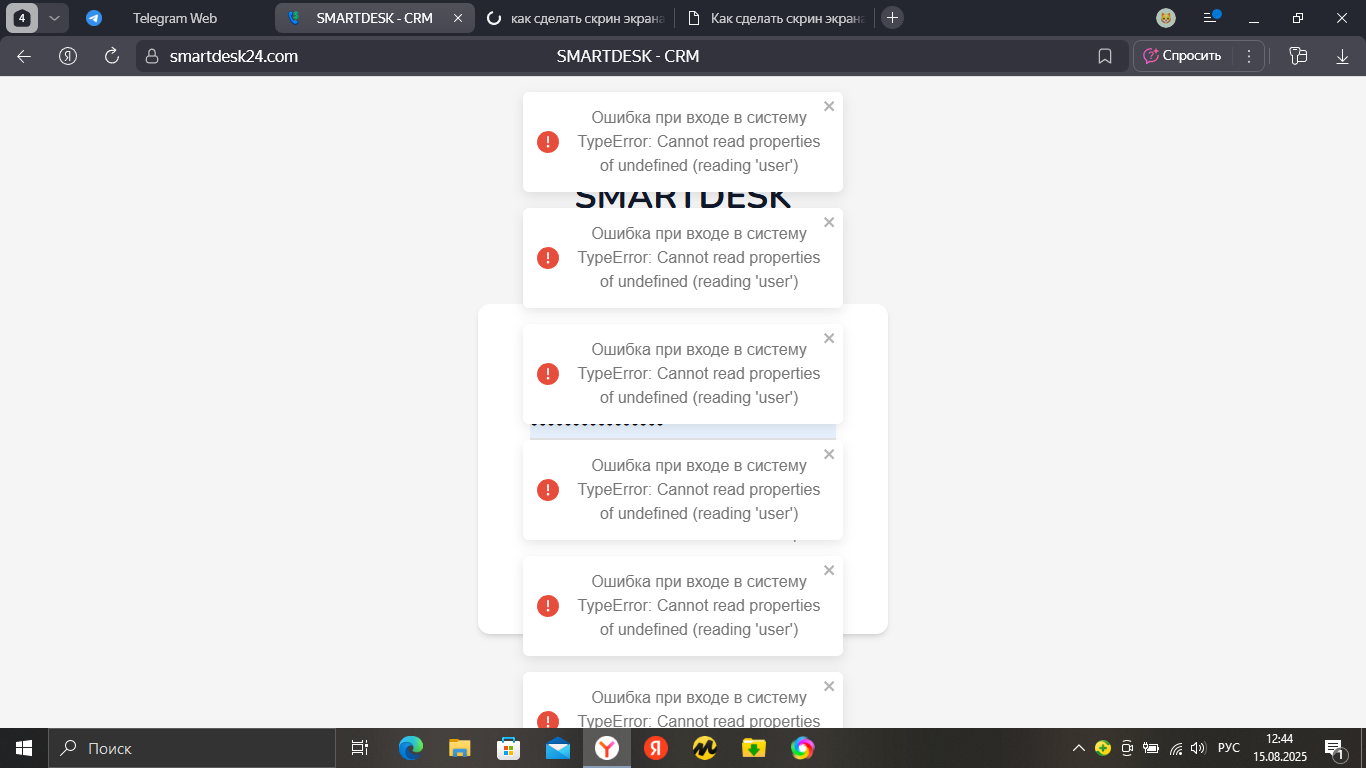 4
Telegram Web
SMARTDESK - CRM
как сделать скрин экрана
Как сделать скрин экрана
smartdesk24.com
SMARTDESK - CRM
Спросить
Ошибка при входе в систему
TypeError: Cannot read properties
of undefined (reading 'user')
SMARTDESK
Ошибка при входе в систему
TypeError: Cannot read properties
of undefined (reading 'user')
Ошибка при входе в систему
TypeError: Cannot read properties
of undefined (reading 'user')
Ошибка при входе в систему
TypeError: Cannot read properties
of undefined (reading 'user')
Ошибка при входе в систему
TypeError: Cannot read properties
of undefined (reading 'user')
Ошибка при входе в систему
TypeError: Cannot read properties
Поиск
РУС
12:44
15.08.2025
1